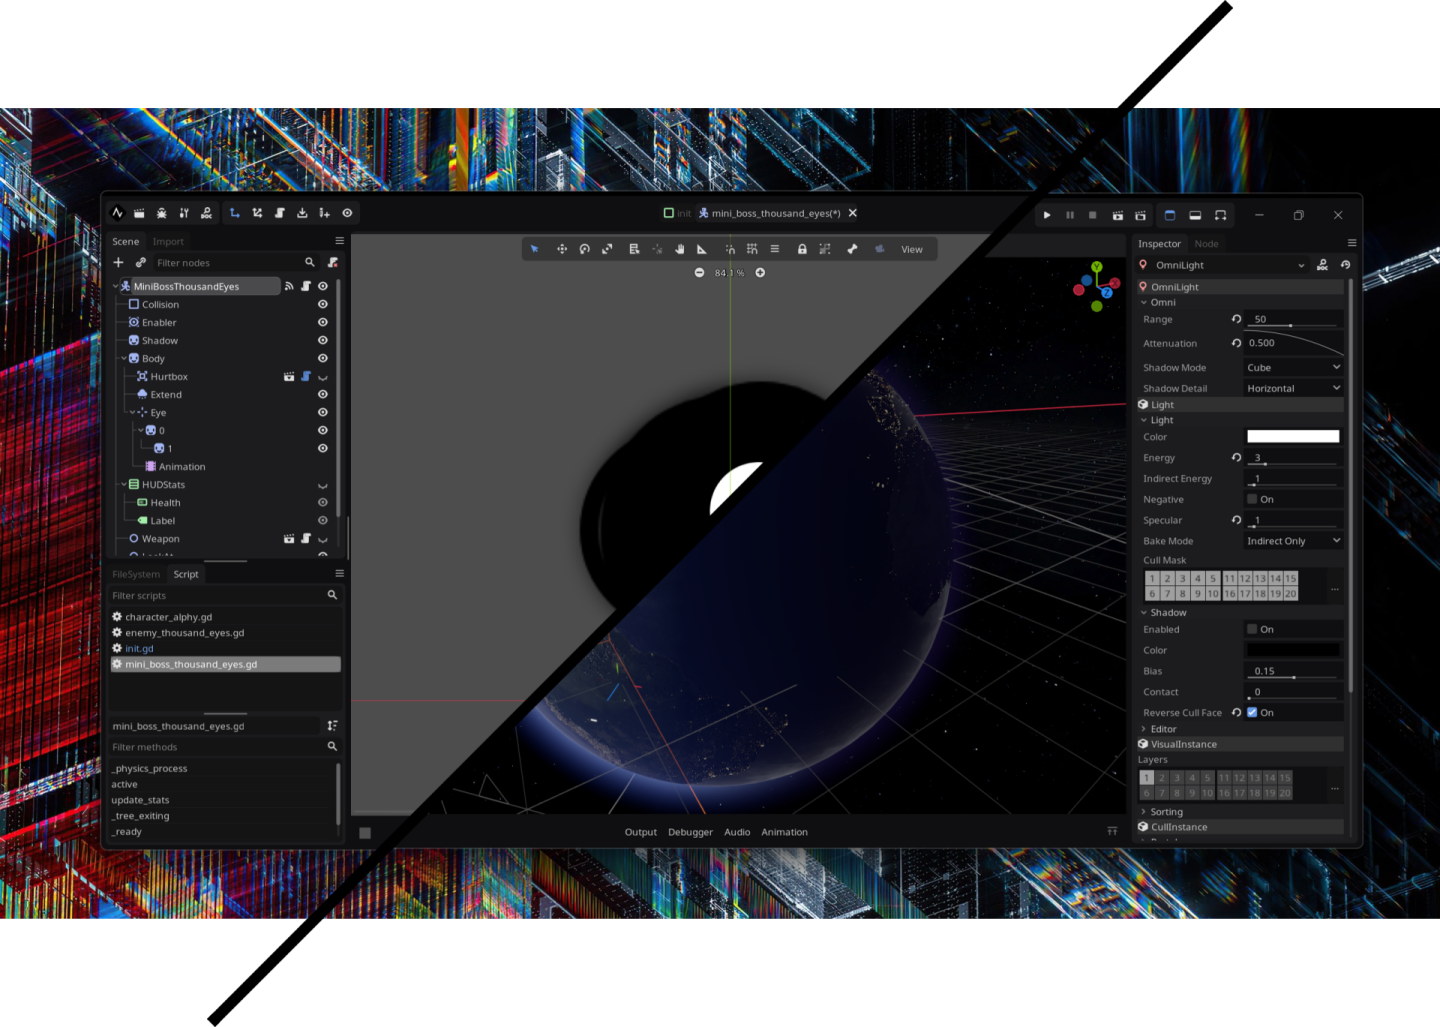 init
mini_boss_thousand_eyes(*)
Scene
Import
Filter nodes
MiniBossThousandEyes
Collision
Enabler
Shadow
Body
Hurtbox
Extend
Eye
0
1
Animation
HUDStats
Health
Label
Weapon
FileSystem
Script
Filter scripts
character_alphy.gd
enemy_thousand_eyes.gd
init.gd
mini_boss_thousand_eyes.gd
mini_boss_thousand_eyes.gd
Filter methods
_physics_process
active
update_stats
_tree_exiting
_ready
View
84.1 %
Y
X
Z
Output
Debugger
Audio
Animation
Inspector
Node
OmniLight
OmniLight
Omni
Range 50
Attenuation 0.500
Shadow Mode Cube
Shadow Detail Horizontal
Light
Light
Color
Energy 3
Indirect Energy 1
Negative On
Specular 1
Bake Mode Indirect Only
Cull Mask
1 2 3 4 5 11 12 13 14 15
6 7 8 9 10 16 17 18 19 20
...
Shadow
Enabled On
Color
Bias 0.15
Contact 0
Reverse Cull Face On
Editor
VisualInstance
Layers
1 2 3 4 5 11 12 13 14 15
6 7 8 9 10 16 17 18 19 20
...
Sorting
CullInstance